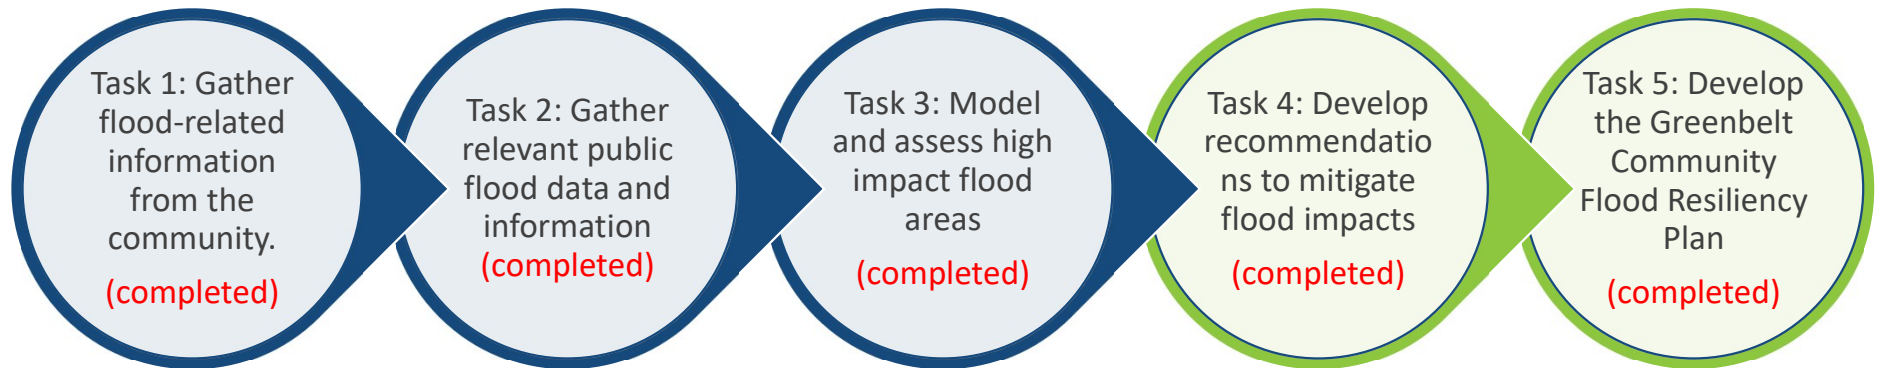 Task 1: Gather
flood-related
information
from the
community.
(completed)
Task 2: Gather
relevant public
flood data and
information
(completed)
Task 3: Model
and assess high
impact flood
areas
(completed)
Task 4: Develop
recommendatio
ns to mitigate
flood impacts
(completed)
Task 5: Develop
the Greenbelt
Community
Flood Resiliency
Plan
(completed)